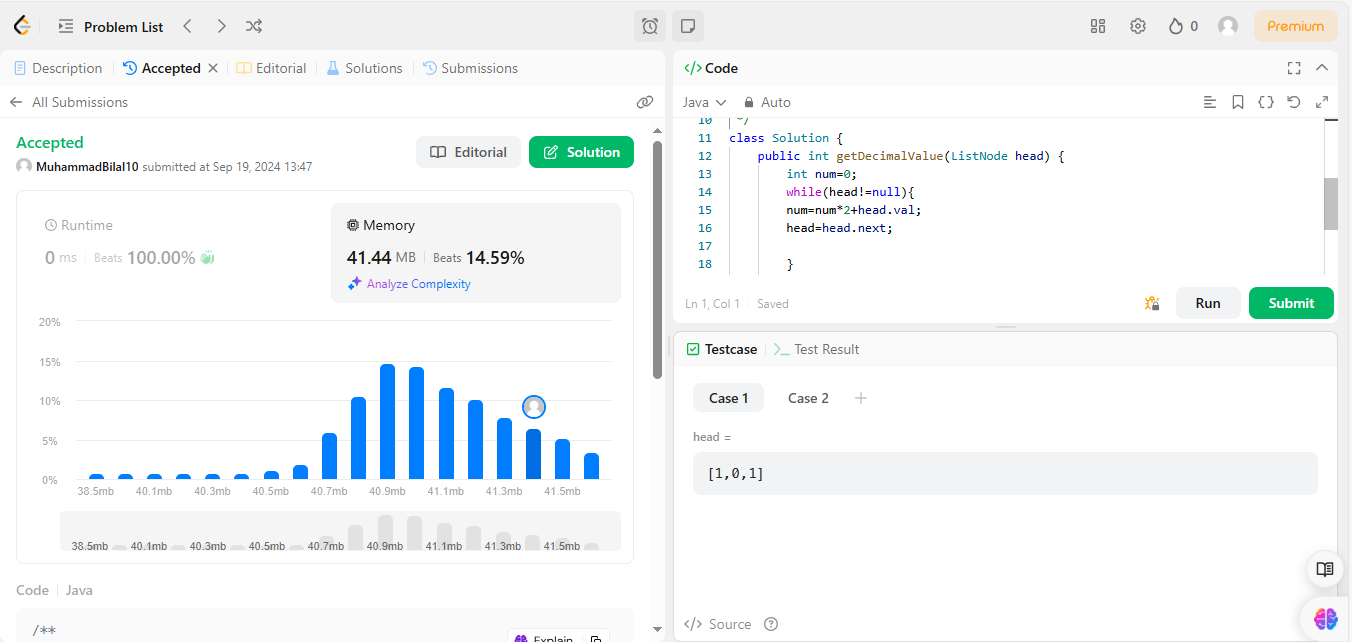 Problem List
0
Premium
Description
Accepted
Editorial
Solutions
Submissions
All Submissions
Accepted
MuhammadBilal10 submitted at Sep 19, 2024 13:47
Editorial
Solution
Runtime
0 ms
Beats 100.00%
Memory
41.44 MB
Beats 14.59%
Analyze Complexity
20%
15%
10%
5%
0%
38.5mb 40.1mb 40.3mb 40.5mb 40.7mb 40.9mb 41.1mb 41.3mb 41.5mb
38.5mb 40.1mb 40.3mb 40.5mb 40.7mb 40.9mb 41.1mb 41.3mb 41.5mb
Code
Java
/**
Explain
</> Code
Java
Auto
10 */
11 class Solution {
12 public int getDecimalValue(ListNode head) {
13 int num=0;
14 while(head!=null){
15 num=num*2+head.val;
16 head=head.next;
17
18 }
Ln 1, Col 1
Saved
Run
Submit
Testcase
>_ Test Result
Case 1
Case 2
+
head =
[1,0,1]
</> Source
?